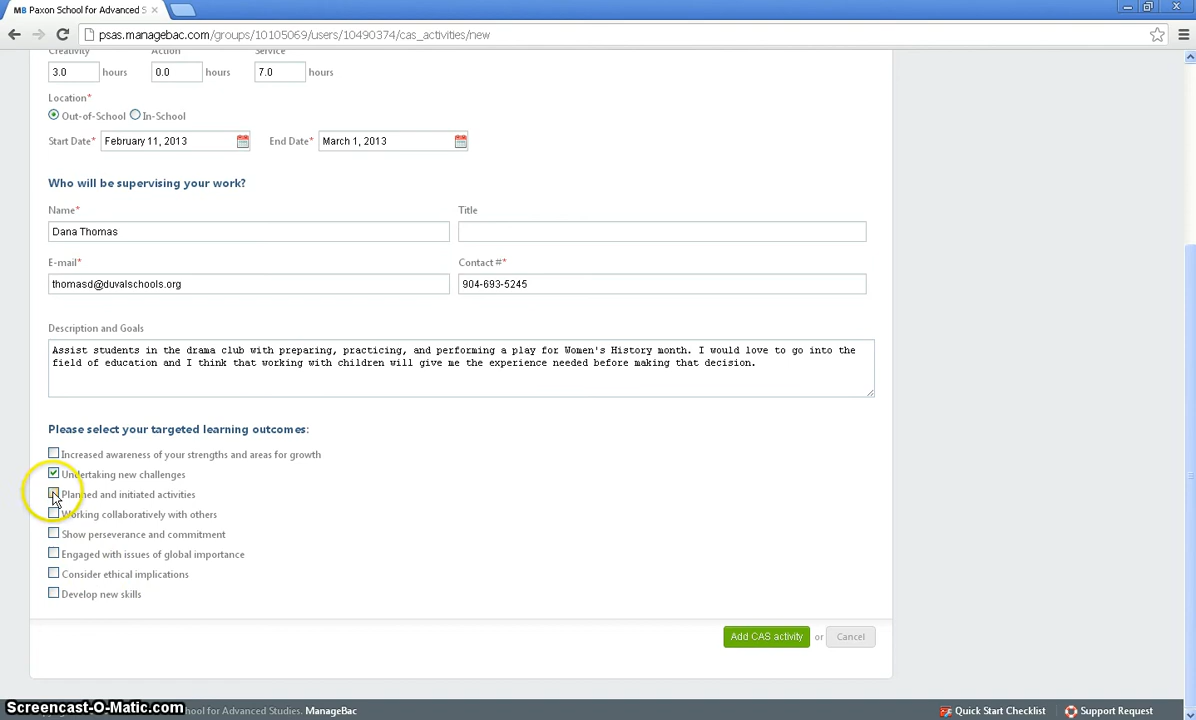 MB Paxon School for Advanced S ×
psas.managebac.com/groups/10105069/users/10490374/cas_activities/new
Creativity Action Service
3.0 hours 0.0 hours 7.0 hours
Location*
Out-of-School In-School
Start Date* February 11, 2013 End Date* March 1, 2013
Who will be supervising your work?
Name* Title
Dana Thomas
E-mail* Contact #*
thomasd@duvalschools.org 904-693-5245
Description and Goals
Assist students in the drama club with preparing, practicing, and performing a play for Women's History month. I would love to go into the
field of education and I think that working with children will give me the experience needed before making that decision.
Please select your targeted learning outcomes:
Increased awareness of your strengths and areas for growth
Undertaking new challenges
Planned and initiated activities
Working collaboratively with others
Show perseverance and commitment
Engaged with issues of global importance
Consider ethical implications
Develop new skills
Add CAS activity or Cancel
Screencast-O-Matic.com chool for Advanced Studies. ManageBac Quick Start Checklist Support Request